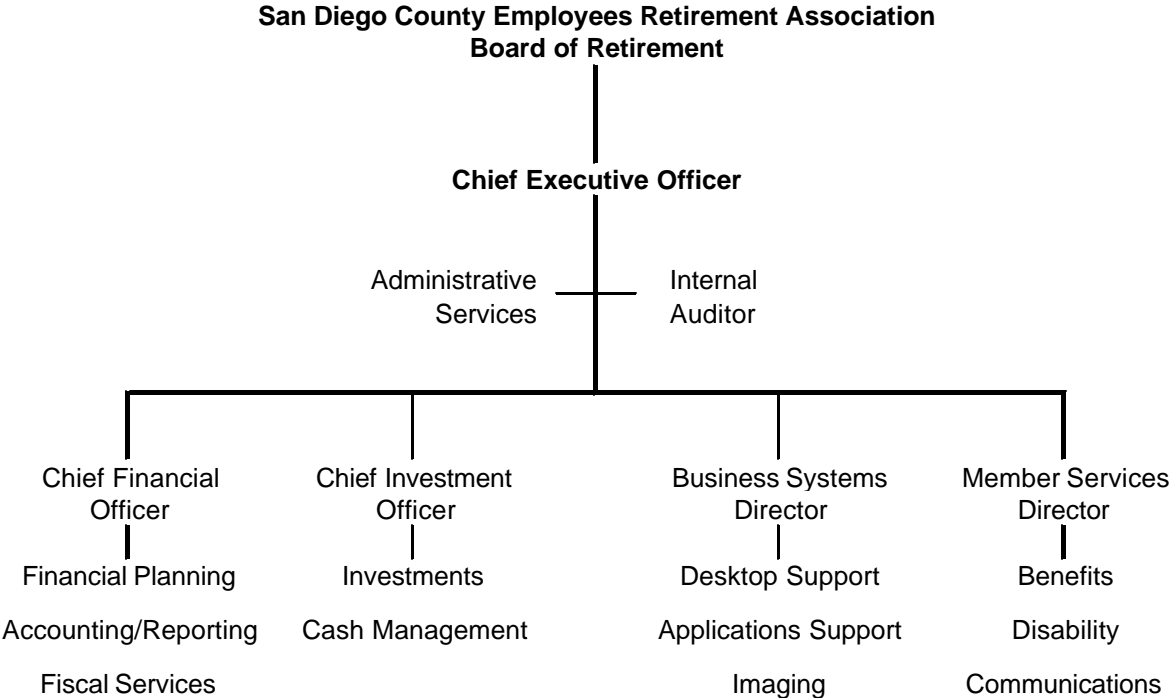 San Diego County Employees Retirement Association
Board of Retirement
Chief Executive Officer
Administrative
Services
Internal
Auditor
Chief Financial
Officer
Chief Investment
Officer
Business Systems
Director
Member Services
Director
Financial Planning
Investments
Desktop Support
Benefits
Accounting/Reporting
Cash Management
Applications Support
Disability
Fiscal Services
Imaging
Communications